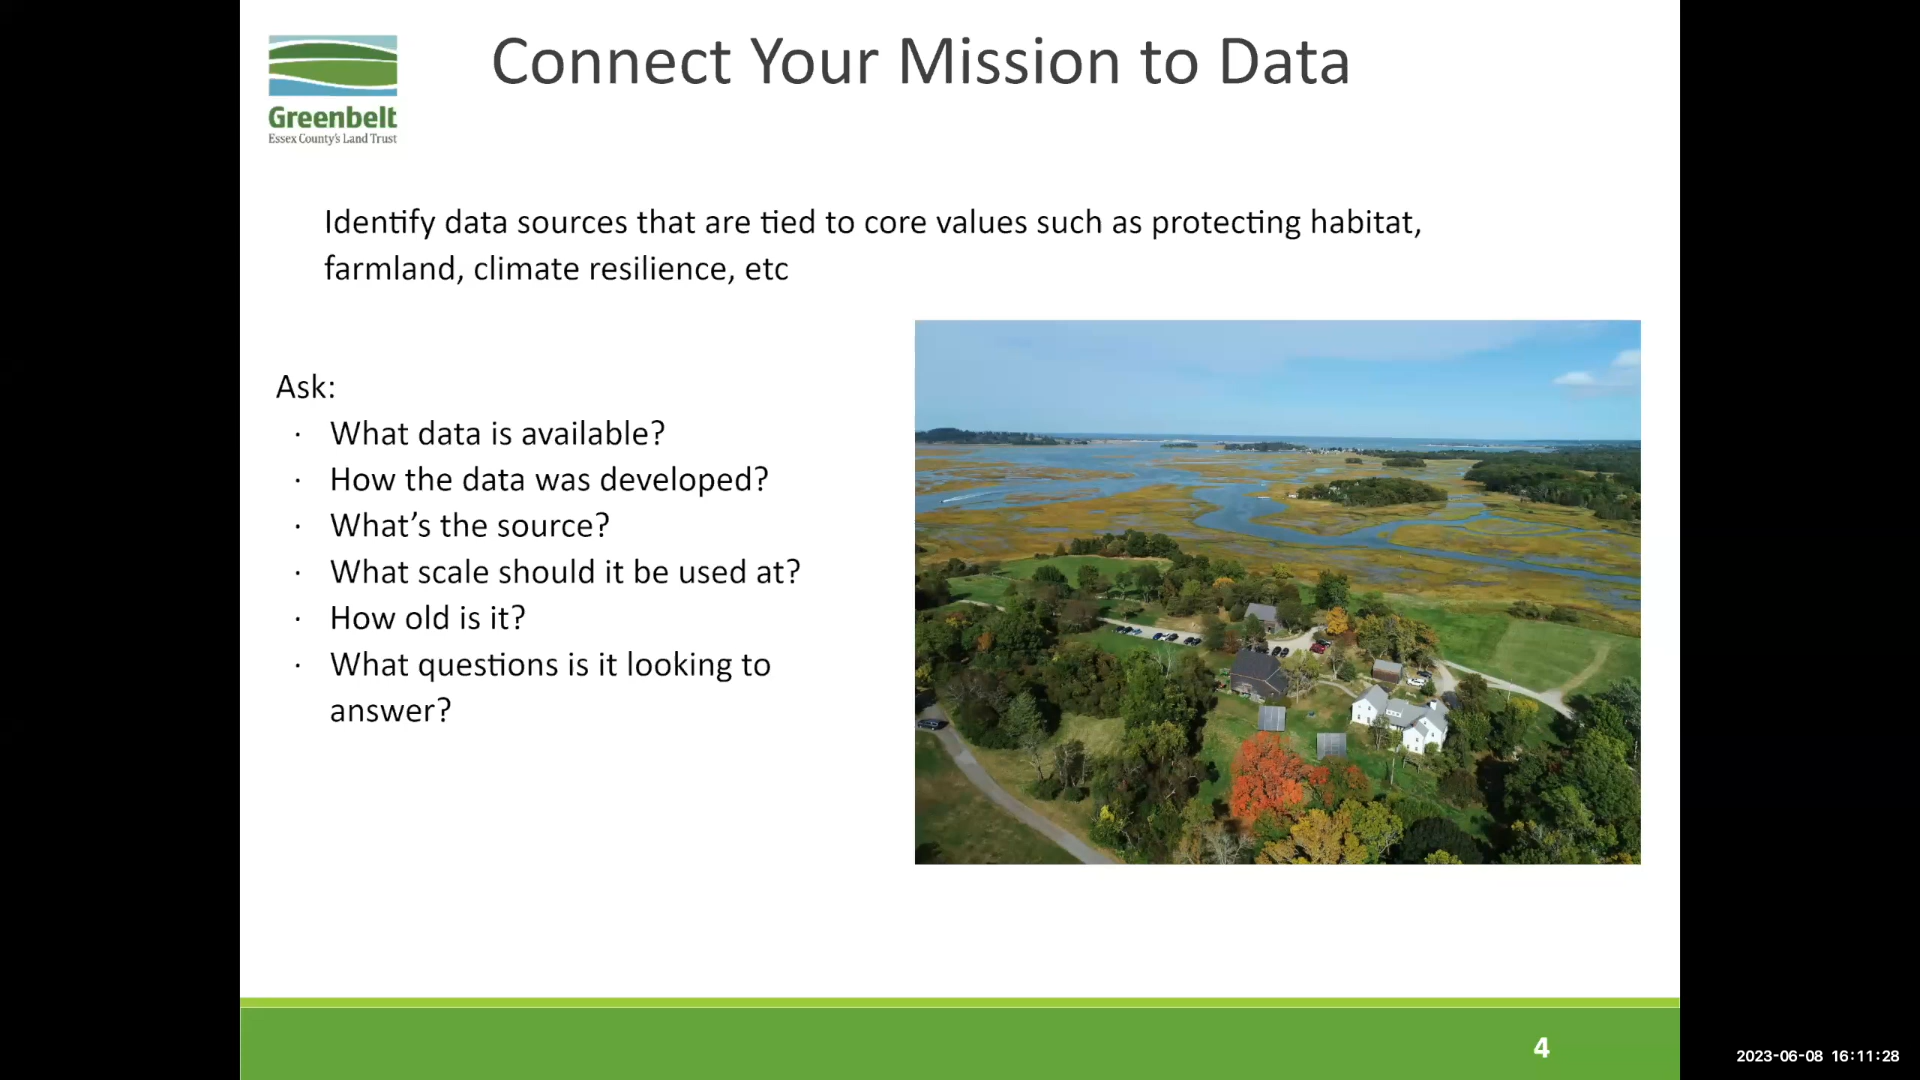 Connect Your Mission to Data
Greenbelt
Essex County's Land Trust
Identify data sources that are tied to core values such as protecting habitat,
farmland, climate resilience, etc
Ask:
· What data is available?
· How the data was developed?
· What’s the source?
· What scale should it be used at?
· How old is it?
· What questions is it looking to
answer?
4
2023-06-08 16:11:28